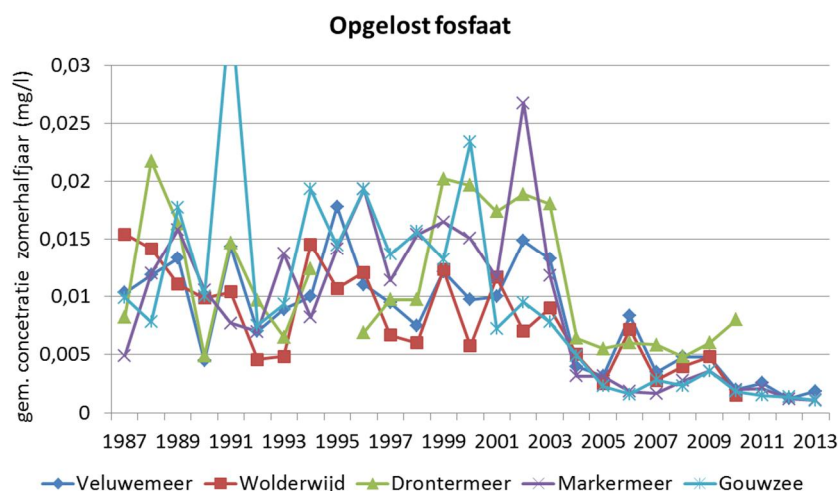 Opgelost fosfaat
gem. concetratie zomerhalfjaar (mg/l)
0,03
0,025
0,02
0,015
0,01
0,005
0
1987 1989 1991 1993 1995 1997 1999 2001 2003 2005 2007 2009 2011 2013
Veluwemeer Wolderwijd Drontermeer Markermeer Gouwzee